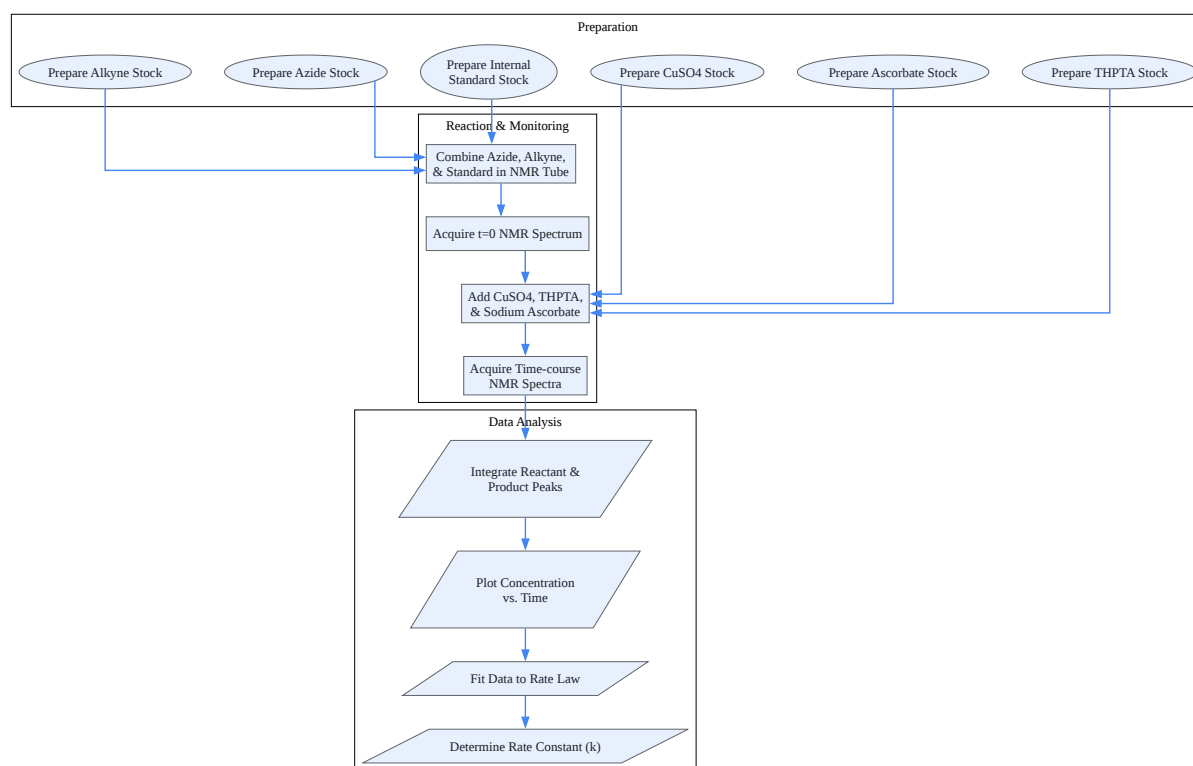 Preparation
Prepare Alkyne Stock
Prepare Azide Stock
Prepare Internal
Standard Stock
Prepare CuSO4 Stock
Prepare Ascorbate Stock
Prepare THPTA Stock
Reaction & Monitoring
Combine Azide, Alkyne,
& Standard in NMR Tube
Acquire t=0 NMR Spectrum
Add CuSO4, THPTA,
& Sodium Ascorbate
Acquire Time-course
NMR Spectra
Data Analysis
Integrate Reactant &
Product Peaks
Plot Concentration
vs. Time
Fit Data to Rate Law
Determine Rate Constant (k)